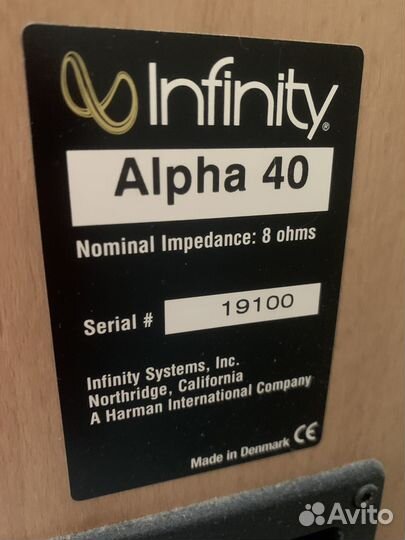 Infinity®
Alpha 40
Nominal Impedance: 8 ohms
Serial # 19100
Infinity Systems, Inc.
Northridge, California
A Harman International Company
Made in Denmark CE
Avito